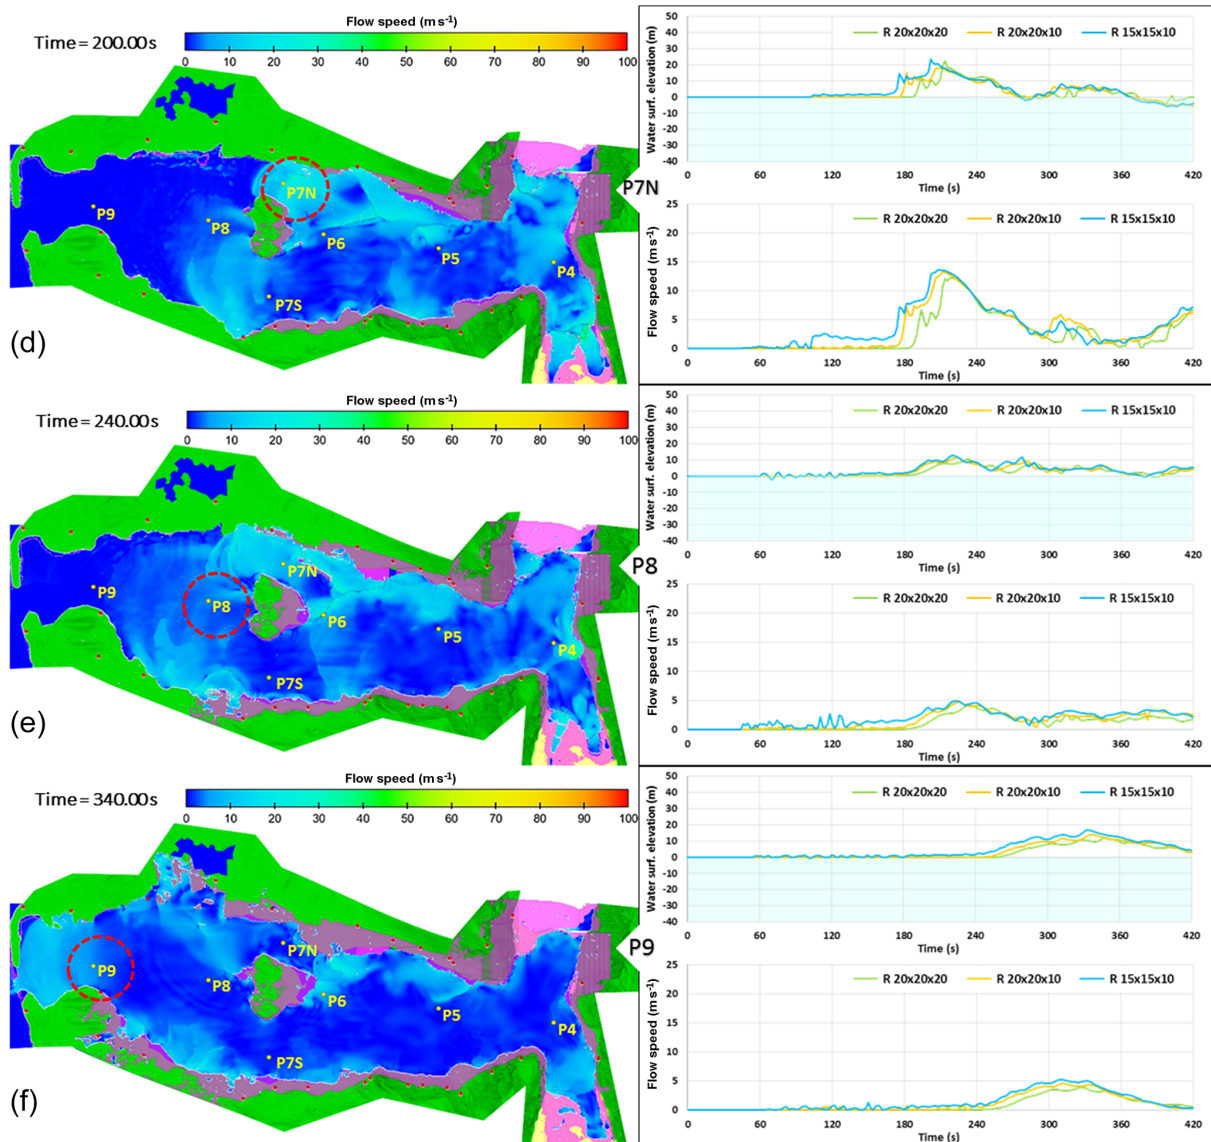 Flow speed (m s⁻¹)
Time = 200.00s
0 10 20 30 40 50 60 70 80 90 100
P7N
P9
P8
P6
P5
P4
P7S
(d)
R 20x20x20 R 20x20x10 R 15x15x10
Water surf. elevation (m)
50
40
30
20
10
0
-10
-20
-30
-40
0 60 120 180 240 300 360 420
Time (s)
P7N
R 20x20x20 R 20x20x10 R 15x15x10
Flow speed (m s⁻¹)
25
20
15
10
5
0
0 60 120 180 240 300 360 420
Time (s)
Flow speed (m s⁻¹)
Time = 240.00s
0 10 20 30 40 50 60 70 80 90 100
P7N
P9
P8
P6
P5
P4
P7S
(e)
R 20x20x20 R 20x20x10 R 15x15x10
Water surf. elevation (m)
50
40
30
20
10
0
-10
-20
-30
-40
0 60 120 180 240 300 360 420
Time (s)
P8
R 20x20x20 R 20x20x10 R 15x15x10
Flow speed (m s⁻¹)
25
20
15
10
5
0
0 60 120 180 240 300 360 420
Time (s)
Flow speed (m s⁻¹)
Time = 340.00s
0 10 20 30 40 50 60 70 80 90 100
P7N
P9
P8
P6
P5
P4
P7S
(f)
R 20x20x20 R 20x20x10 R 15x15x10
Water surf. elevation (m)
50
40
30
20
10
0
-10
-20
-30
-40
0 60 120 180 240 300 360 420
Time (s)
P9
R 20x20x20 R 20x20x10 R 15x15x10
Flow speed (m s⁻¹)
25
20
15
10
5
0
0 60 120 180 240 300 360 420
Time (s)